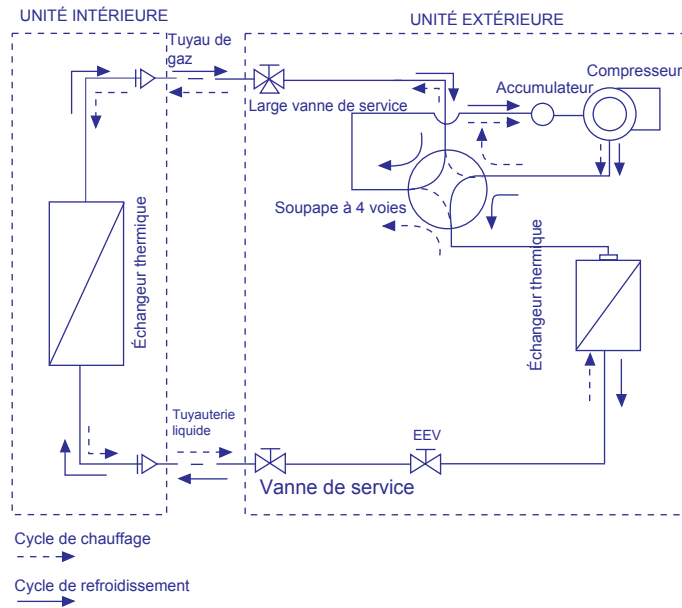 UNITÉ INTÉRIEURE
UNITÉ EXTÉRIEURE
Tuyau de
gaz
Compresseur
Accumulateur
Large vanne de service
Soupape à 4 voies
Échangeur thermique
Échangeur thermique
Tuyauterie
liquide
EEV
Vanne de service
Cycle de chauffage
Cycle de refroidissement